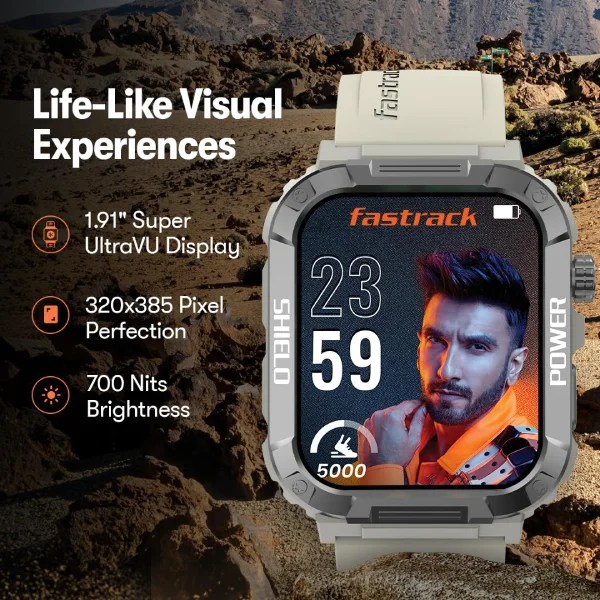 Life-Like Visual
Experiences
1.91" Super
UltraVU Display
320x385 Pixel
Perfection
700 Nits
Brightness
fastrack
fastrack
23
59
5000
SHIELD
POWER